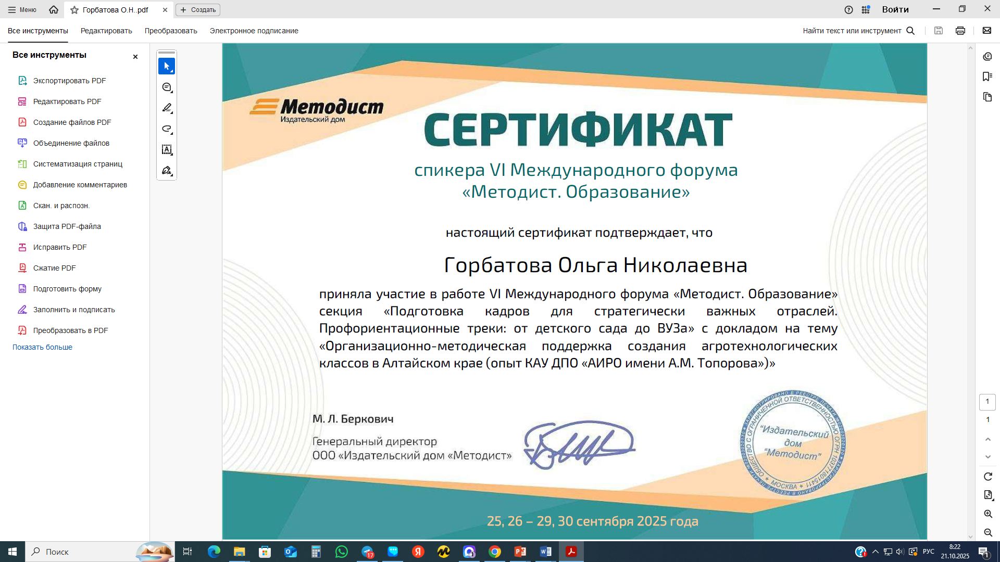 Меню
Горбатова О.Н..pdf
Создать
Войти
Все инструменты
Редактировать
Преобразовать
Электронное подписание
Найти текст или инструмент
Все инструменты
Экспортировать PDF
Редактировать PDF
Создание файлов PDF
Объединение файлов
Систематизация страниц
Добавление комментариев
Скан. и распозн.
Защита PDF-файла
Исправить PDF
Сжатие PDF
Подготовить форму
Заполнить и подписать
Преобразовать в PDF
Показать больше
Методист
Издательский дом
СЕРТИФИКАТ
спикера VI Международного форума
«Методист. Образование»
настоящий сертификат подтверждает, что
Горбатова Ольга Николаевна
приняла участие в работе VI Международного форума «Методист. Образование»
секция «Подготовка кадров для стратегически важных отраслей.
Профориентационные треки: от детского сада до ВУЗа» с докладом на тему
«Организационно-методическая поддержка создания агротехнологических
классов в Алтайском крае (опыт КАУ ДПО «АИРО имени А.М. Топорова»)»
М. Л. Беркович
Генеральный директор
ООО «Издательский дом «Методист»
ОБЩЕСТВО С ОГРАНИ�ченНОЙ ОТВЕТСТВЕННОСТЬЮ ОГРН 1037718015411
* МОСКВА *
"Издательский
дом
"Методист"
25, 26 – 29, 30 сентября 2025 года
1
1
Поиск
17
1
РУС
8:22
21.10.2025
1